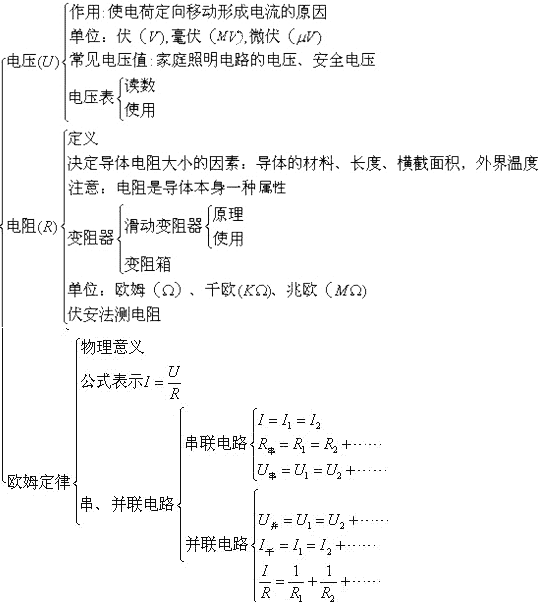 作用:使电荷定向移动形成电流的原因
单位:伏(V),毫伏(MV),微伏(μV)
电压(U)
常见电压值:家庭照明电路的电压、安全电压
电压表
读数
使用
定义
决定导体电阻大小的因素:导体的材料、长度、横截面积,外界温度
注意:电阻是导体本身一种属性
电阻(R)
变阻器
滑动变阻器
原理
使用
变阻箱
单位:欧姆(Ω)、千欧(KΩ)、兆欧(MΩ)
伏安法测电阻
物理意义
公式表示I=U/R
欧姆定律
串、并联电路
串联电路
I=I₁=I₂
R串=R₁=R₂+……
U串=U₁=U₂+……
并联电路
U并=U₁=U₂+……
I干=I₁=I₂+……
I/R=1/R₁+1/R₂+……